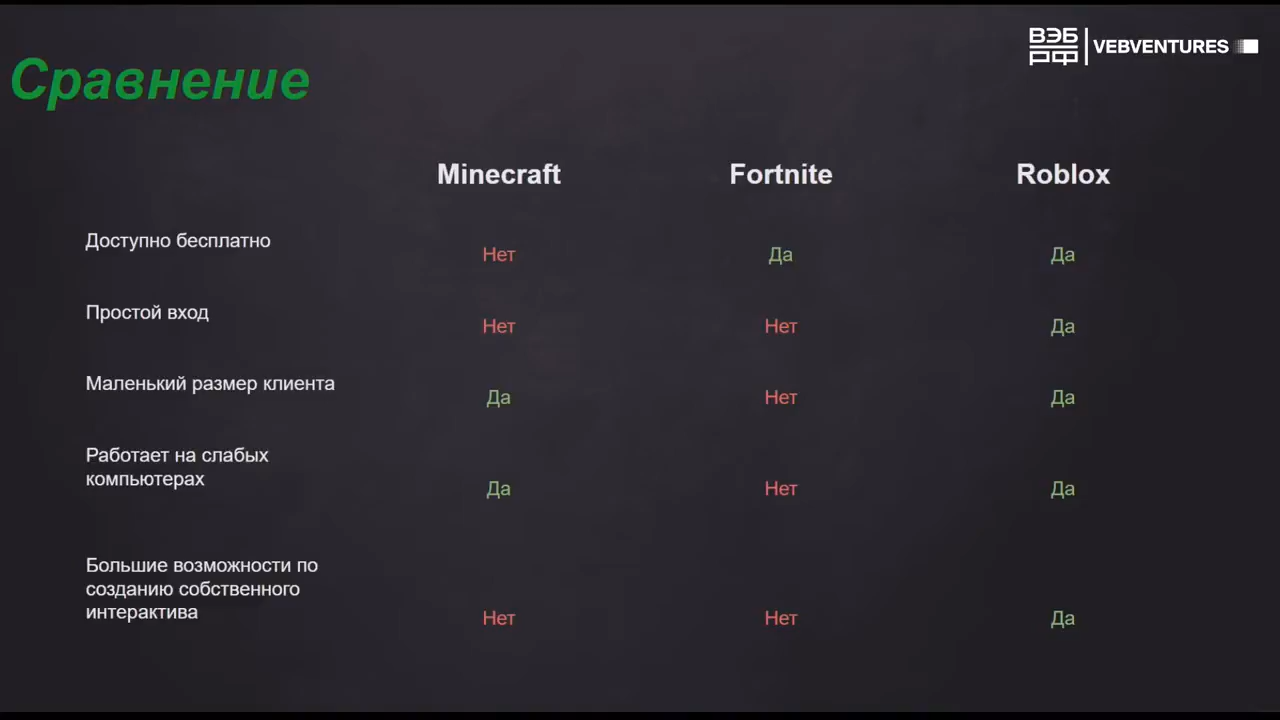 ВЭБ
РФ
VEBVENTURES
Сравнение
Minecraft Fortnite Roblox
Доступно бесплатно Нет Да Да
Простой вход Нет Нет Да
Маленький размер клиента Да Нет Да
Работает на слабых
компьютерах Да Нет Да
Большие возможности по
созданию собственного
интерактива Нет Нет Да